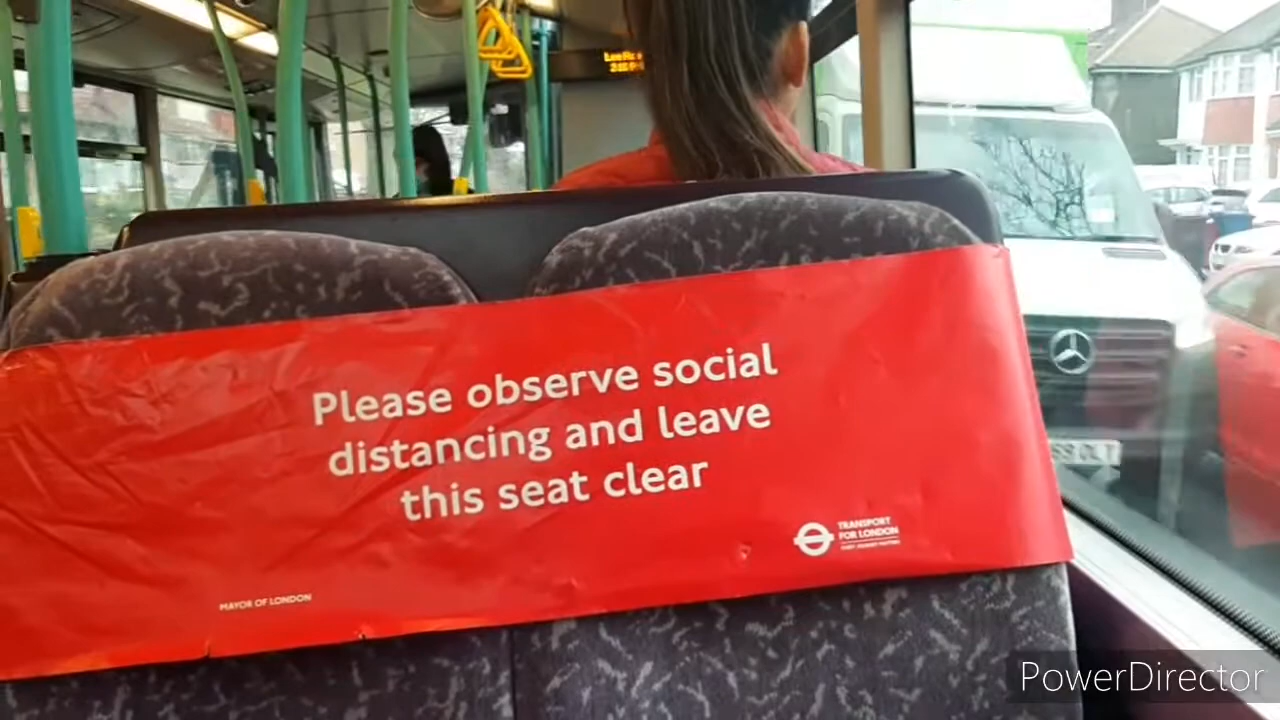 Please observe social
distancing and leave
this seat clear
TRANSPORT
FOR LONDON
MAYOR OF LONDON
PowerDirector